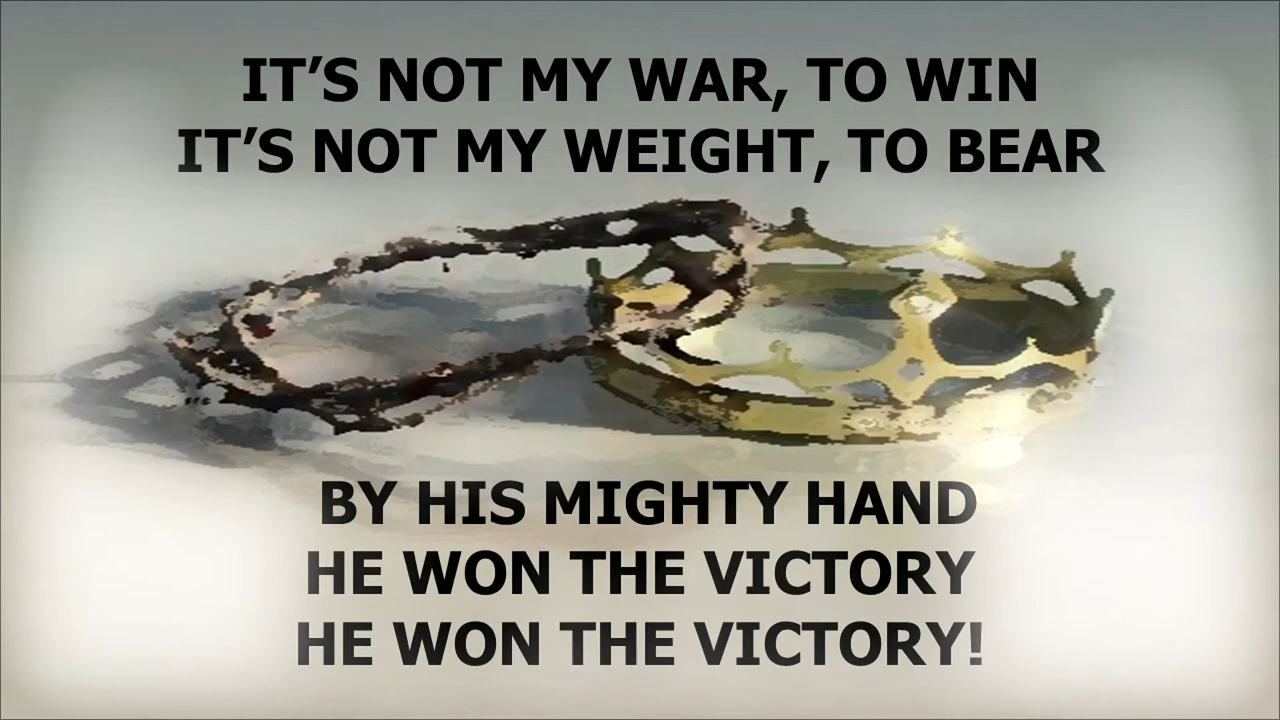 IT’S NOT MY WAR, TO WIN
IT’S NOT MY WEIGHT, TO BEAR
BY HIS MIGHTY HAND
HE WON THE VICTORY
HE WON THE VICTORY!